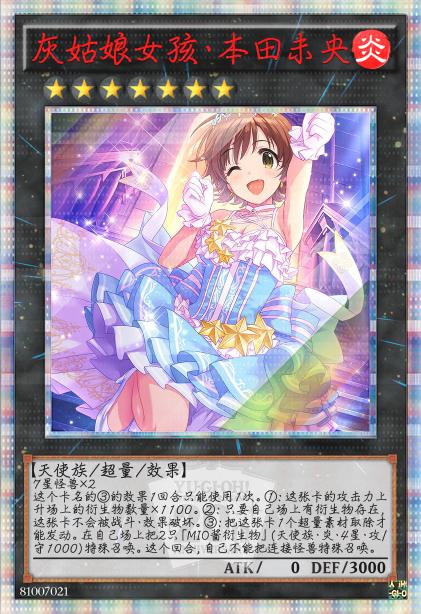 灰姑娘女孩·本田未央 炎
【天使族/超量/效果】
7星怪兽×2
这个卡名的③的效果1回合只能使用1次。①:这张卡的攻击力上
升场上的衍生物数量×1100。②:只要自己场上有衍生物存在,
这张卡不会被战斗·效果破坏。③:把这张卡1个超量素材取除才
能发动。在自己场上把2只「MIO酱衍生物」(天使族·炎·4星·攻/
守1000)特殊召唤。这个回合,自己不能把连接怪兽特殊召唤。
ATK/ 0 DEF/3000
81007021